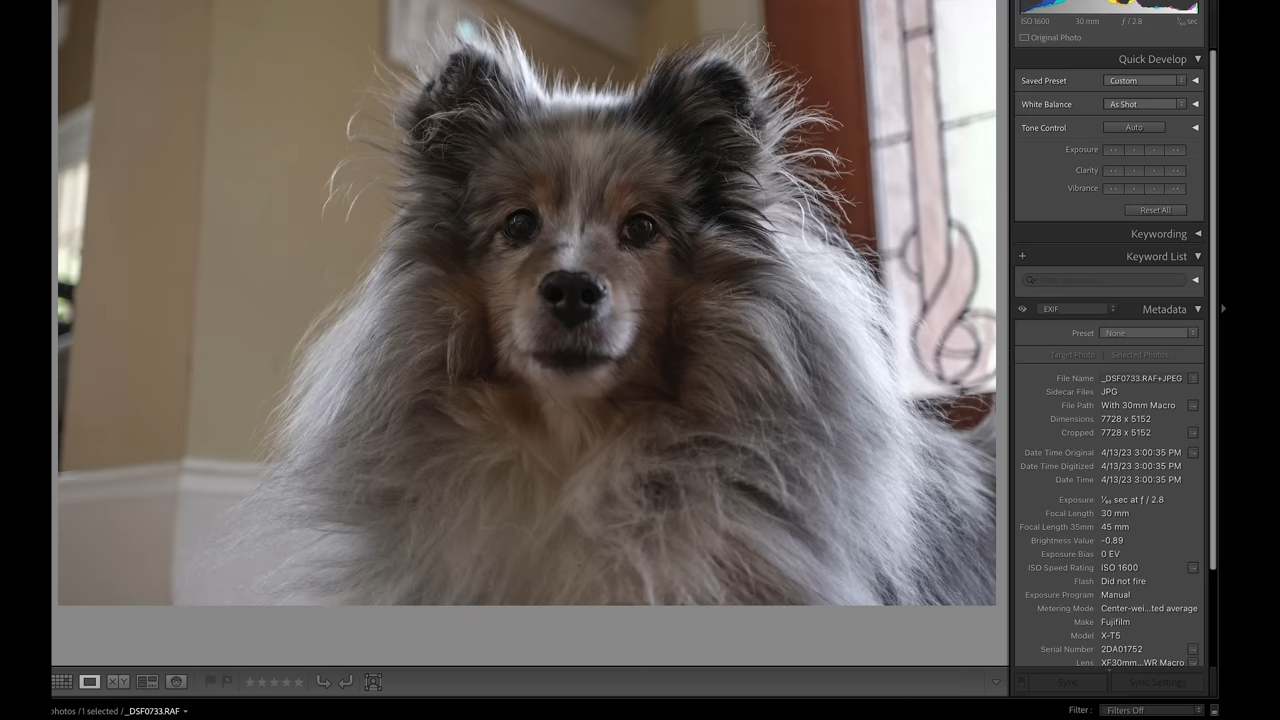 ISO 1600 30 mm ƒ / 2.8 ¹⁄₆₀ sec
Original Photo
Quick Develop ▼
Saved Preset Custom
White Balance As Shot
Tone Control Auto
Exposure
Clarity
Vibrance
Reset All
Keywording
+ Keyword List ▼
EXIF Metadata ▼
Preset None
Target Photo Selected Photos
File Name _DSF0733.RAF+JPEG
Sidecar Files JPG
File Path With 30mm Macro
Dimensions 7728 x 5152
Cropped 7728 x 5152
Date Time Original 4/13/23 3:00:35 PM
Date Time Digitized 4/13/23 3:00:35 PM
Date Time 4/13/23 3:00:35 PM
Exposure ¹⁄₆₀ sec at ƒ / 2.8
Focal Length 30 mm
Focal Length 35mm 45 mm
Brightness Value -0.89
Exposure Bias 0 EV
ISO Speed Rating ISO 1600
Flash Did not fire
Exposure Program Manual
Metering Mode Center-wei...ted average
Make Fujifilm
Model X-T5
Serial Number 2DA01752
Lens XF30mm...WR Macro
XY
Sync Sync Settings
photos / 1 selected / _DSF0733.RAF
Filter : Filters Off